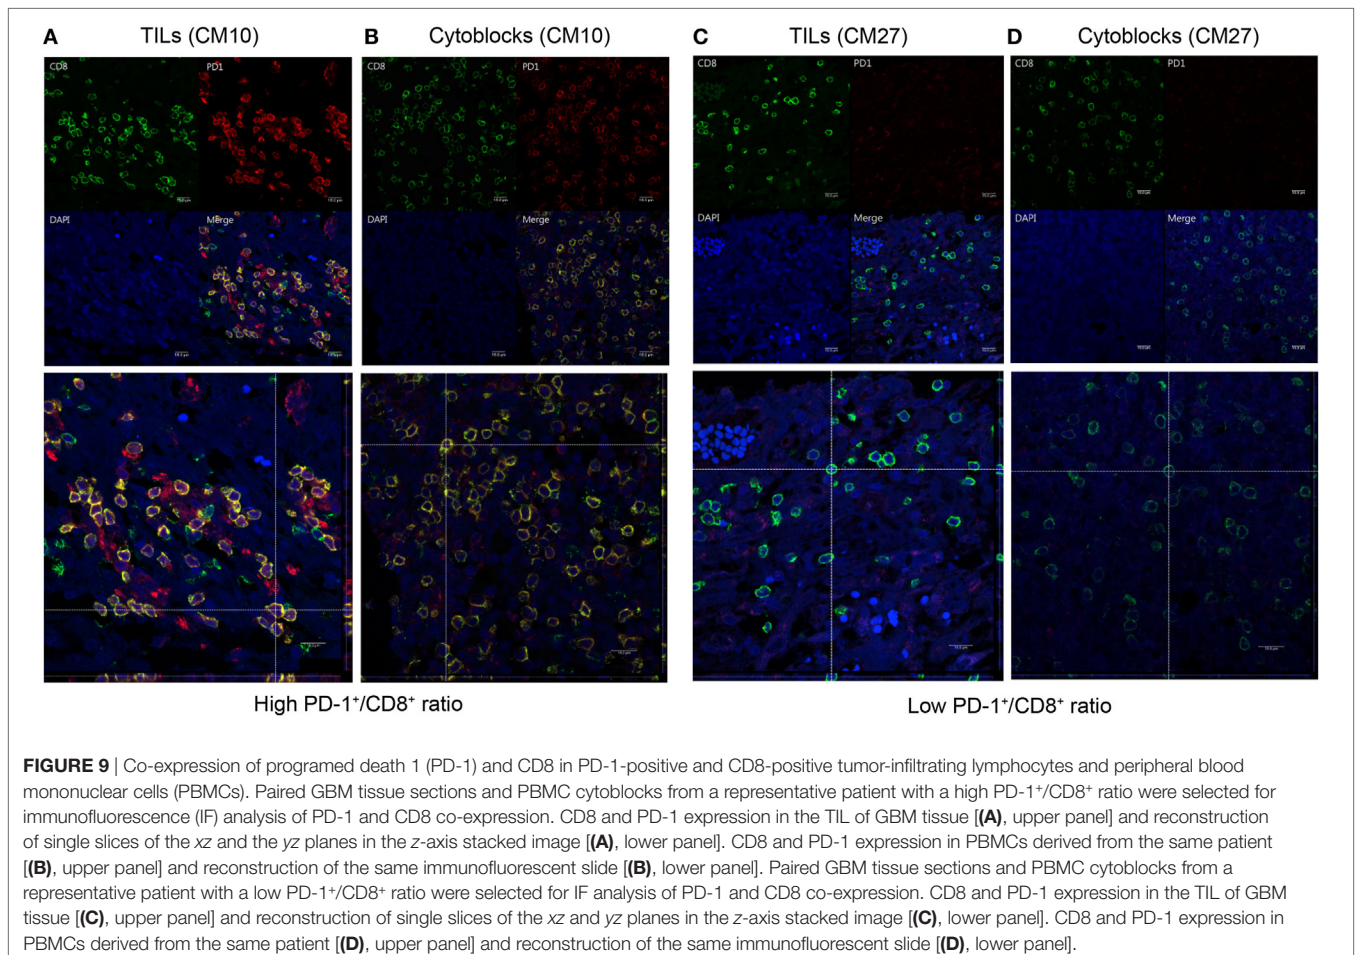 A TILs (CM10) B Cytoblocks (CM10) C TILs (CM27) D Cytoblocks (CM27)
CD8 PD1 CD8 PD1 CD8 PD1 CD8 PD1
DAPI Merge DAPI Merge DAPI Merge DAPI Merge
High PD-1⁺/CD8⁺ ratio Low PD-1⁺/CD8⁺ ratio
FIGURE 9 | Co-expression of programed death 1 (PD-1) and CD8 in PD-1-positive and CD8-positive tumor-infiltrating lymphocytes and peripheral blood
mononuclear cells (PBMCs). Paired GBM tissue sections and PBMC cytoblocks from a representative patient with a high PD-1⁺/CD8⁺ ratio were selected for
immunofluorescence (IF) analysis of PD-1 and CD8 co-expression. CD8 and PD-1 expression in the TIL of GBM tissue [(A), upper panel] and reconstruction
of single slices of the xz and the yz planes in the z-axis stacked image [(A), lower panel]. CD8 and PD-1 expression in PBMCs derived from the same patient
[(B), upper panel] and reconstruction of the same immunofluorescent slide [(B), lower panel]. Paired GBM tissue sections and PBMC cytoblocks from a
representative patient with a low PD-1⁺/CD8⁺ ratio were selected for IF analysis of PD-1 and CD8 co-expression. CD8 and PD-1 expression in the TIL of GBM
tissue [(C), upper panel] and reconstruction of single slices of the xz and yz planes in the z-axis stacked image [(C), lower panel]. CD8 and PD-1 expression in
PBMCs derived from the same patient [(D), upper panel] and reconstruction of the same immunofluorescent slide [(D), lower panel].